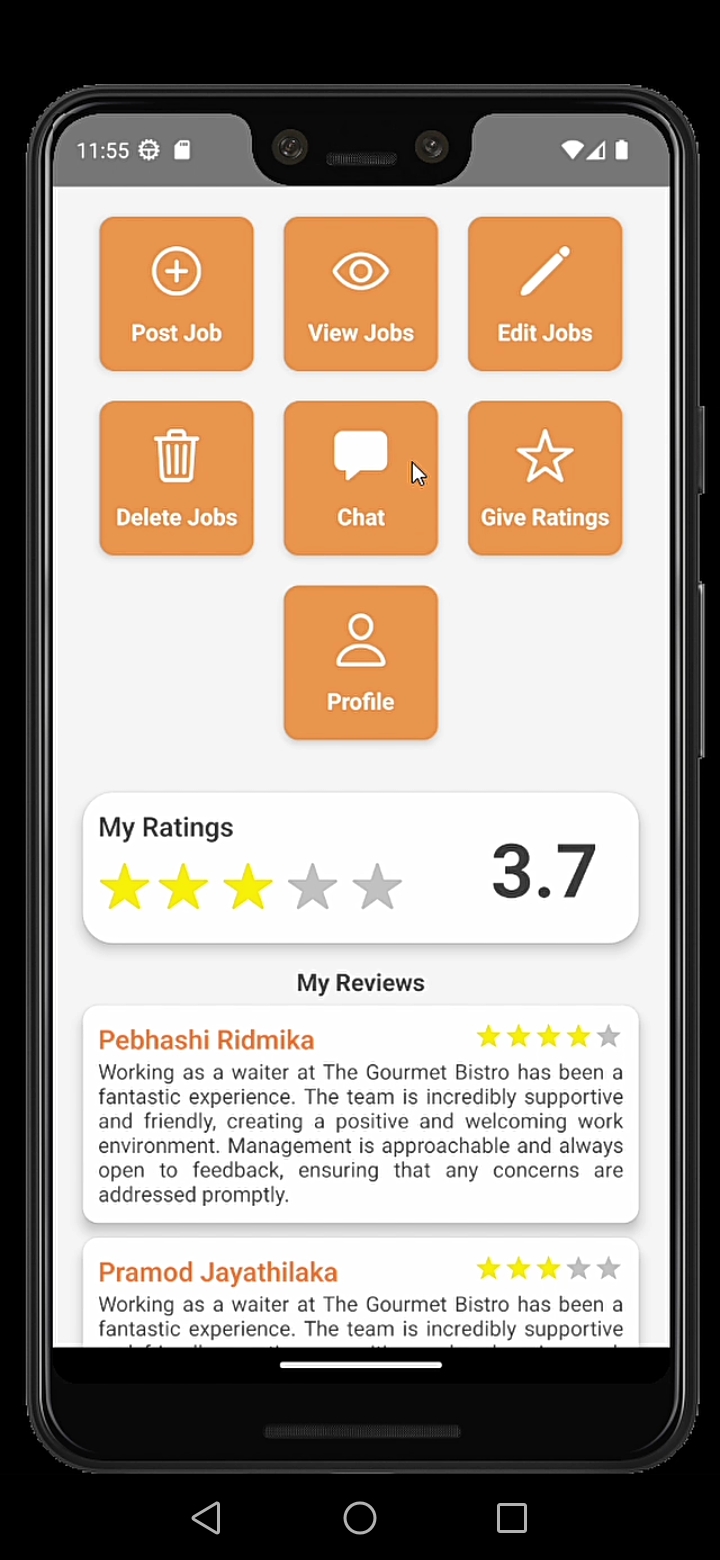 11:55
Post Job
View Jobs
Edit Jobs
Delete Jobs
Chat
Give Ratings
Profile
My Ratings
3.7
My Reviews
Pebhashi Ridmika
Working as a waiter at The Gourmet Bistro has been a
fantastic experience. The team is incredibly supportive
and friendly, creating a positive and welcoming work
environment. Management is approachable and always
open to feedback, ensuring that any concerns are
addressed promptly.
Pramod Jayathilaka
Working as a waiter at The Gourmet Bistro has been a
fantastic experience. The team is incredibly supportive